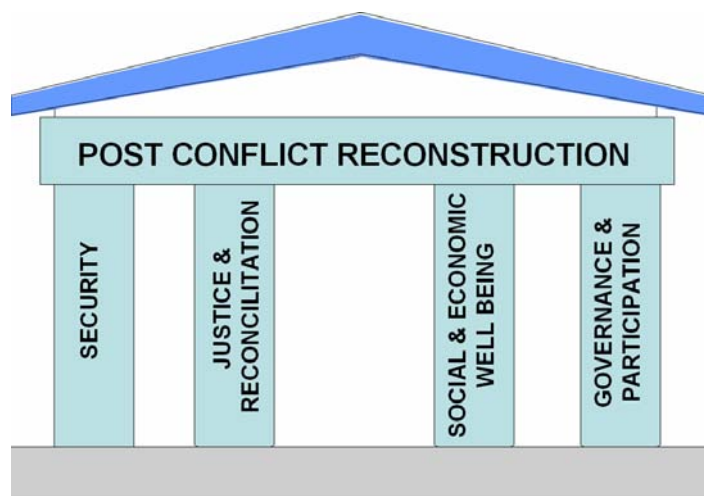 POST CONFLICT RECONSTRUCTION
SECURITY
JUSTICE &
RECONCILITATION
SOCIAL & ECONOMIC
WELL BEING
GOVERNANCE &
PARTICIPATION